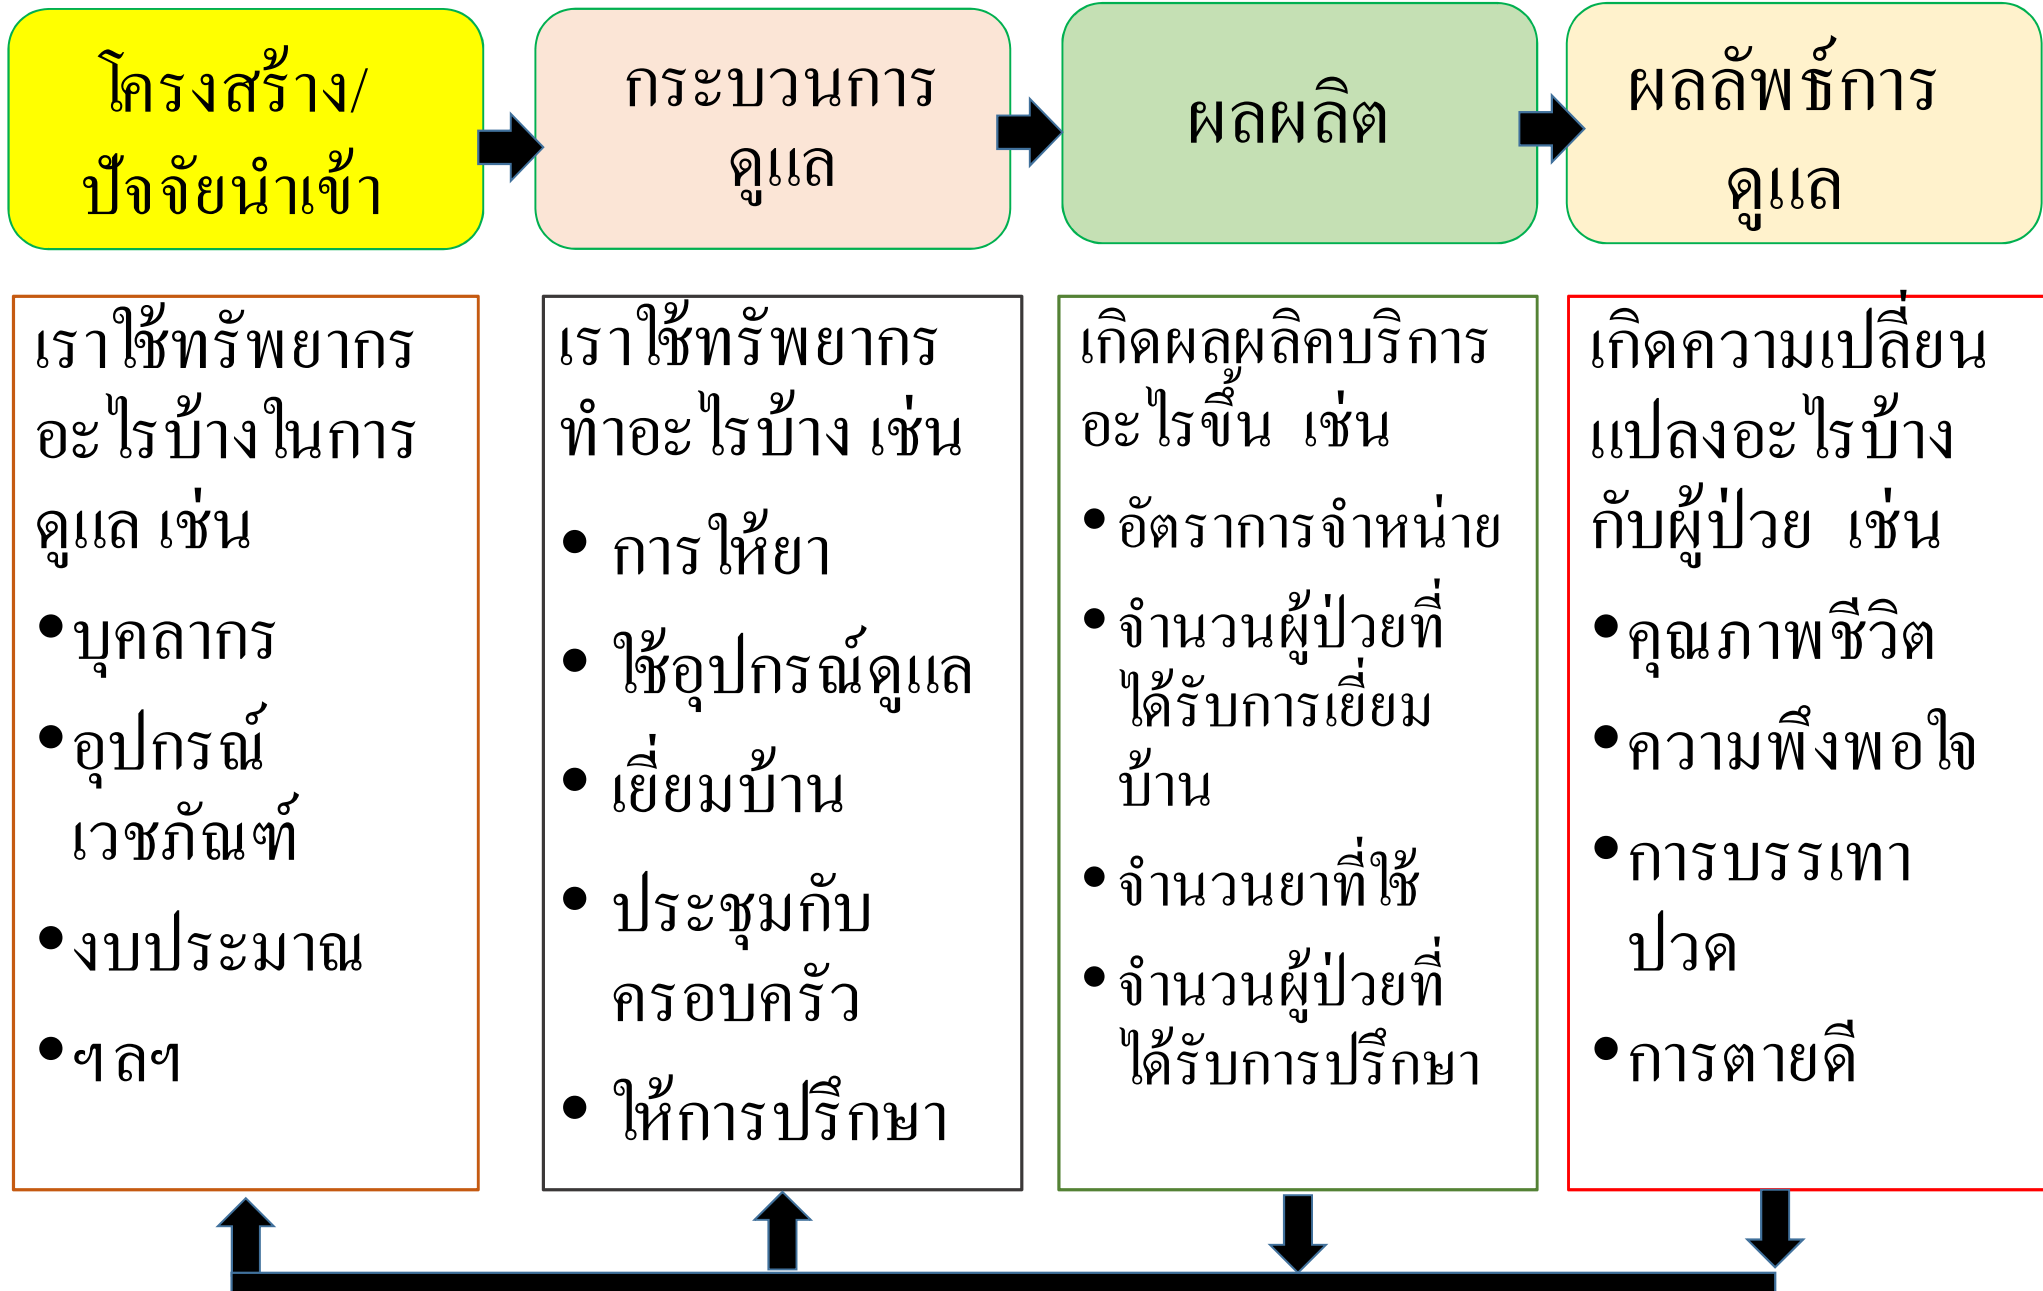 โครงสร้าง/
ปัจจัยนำเข้า
กระบวนการ
ดูแล
ผลผลิต
ผลลัพธ์การ
ดูแล
เราใช้ทรัพยากร
อะไรบ้างในการ
ดูแล เช่น
•บุคลากร
•อุปกรณ์
เวชภัณฑ์
•งบประมาณ
•ฯลฯ
เราใช้ทรัพยากร
ทำอะไรบ้าง เช่น
• การให้ยา
• ใช้อุปกรณ์ดูแล
• เยี่ยมบ้าน
• ประชุมกับ
ครอบครัว
• ให้การปรึกษา
เกิดผลผลิคบริการ
อะไรขึ้น เช่น
•อัตราการจำหน่าย
•จำนวนผู้ป่วยที่
ได้รับการเยี่ยม
บ้าน
•จำนวนยาที่ใช้
•จำนวนผู้ป่วยที่
ได้รับการปรึกษา
เกิดความเปลี่ยน
แปลงอะไรบ้าง
กับผู้ป่วย เช่น
•คุณภาพชีวิต
•ความพึงพอใจ
•การบรรเทา
ปวด
•การตายดี